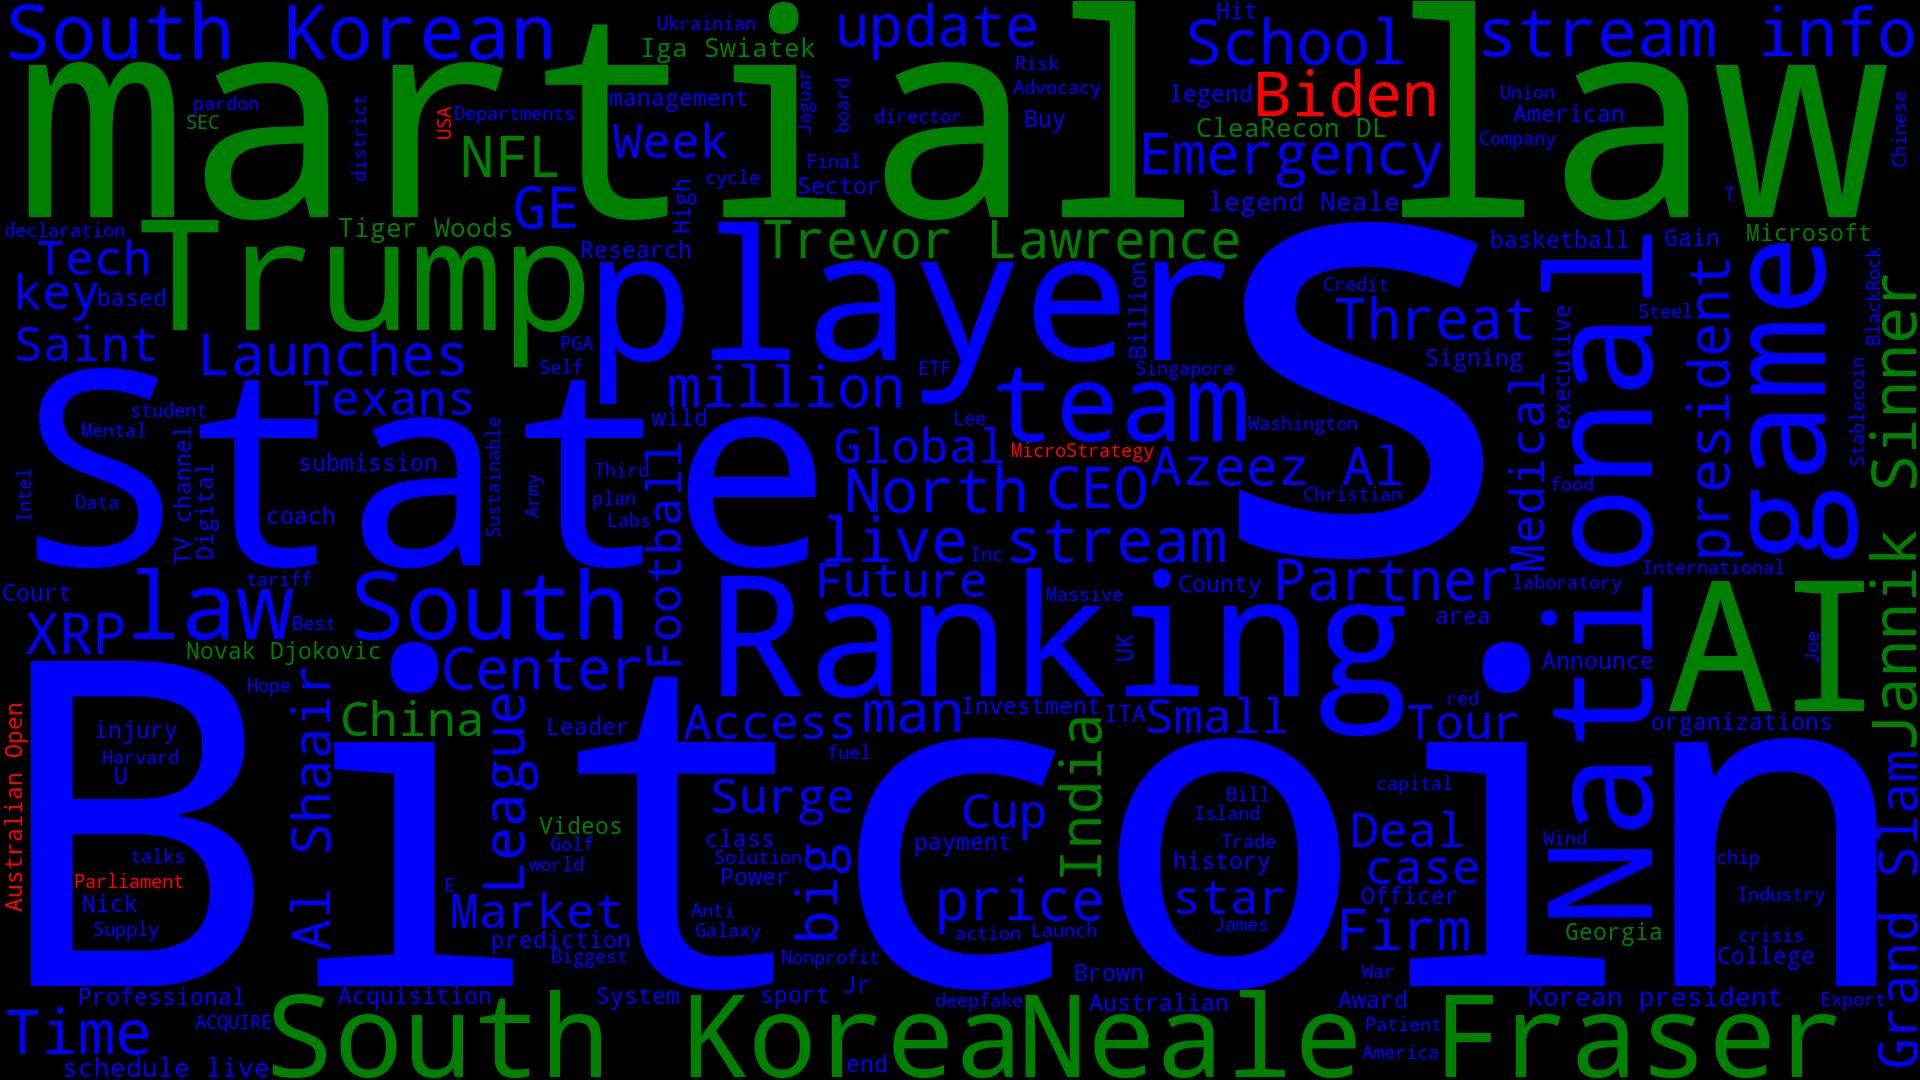 South Korean
Ukrainian
Iga Swiatek
update
Hit
School
stream info
martial law
pardon
SEC
district
USA
Departments
management
Jaguar
board
Risk
Advocacy
director
Buy
legend
Biden
Union
American
Company
Chinese
NFL
Week
Final
Sector
cycle
High
CleaRecon DL
Emergency
legend Neale
T
GE
declaration
Tech
Tiger Woods
Trump
Research
player
Trevor Lawrence
S
basketball
Gain
Microsoft
key
based
Billion
Credit
Threat
National
Steel
president
game
BlackRock
Jannik Sinner
Saint
Launches
PGA
Self
ETF
Singapore
Signing
executive
Medical
Stablecoin
State
Texans
million
team
student
Mental
wild
Lee
Washington
Global
MicroStrategy
Azeez Al
Intel
Data
TV channel
Digital
submission
Sustainable
coach
Army
Third
plan
Labs
Football
North
CEO
Christian
food
live stream
Inc
International
Court
tariff
law
South
Future
Massive
County
Partner
laboratory
area
XRP
Best
Ranking
UK
AI
Joe
Novak Djokovic
Center
Announce
Hope
Al Shaair
China
League
Leader
Access
man
Investment
ITA
Small
red
Tour
organizations
Bitcoin
Australian Open
injury
Harvard
U
fuel
India
capital
Grand Slam
Surge
Cup
Bill
Island
Videos
Golf
world
class
Solution
Power
big
payment
Trade
history
Deal
case
Wind
chip
talks
Parliament
Nick
Supply
E
Market
prediction
Biggest
Anti
Galaxy
price
action
Launch
star
James
Officer
Firm
Industry
Georgia
crisis
College
Nonprofit
Brown
War
Professional
Acquisition
System
sport
Jr
deepfake
Australian
Award
Korean president
Export
Time
ACQUIRE
South Korea
Neale Fraser
Patient
America
schedule live
end